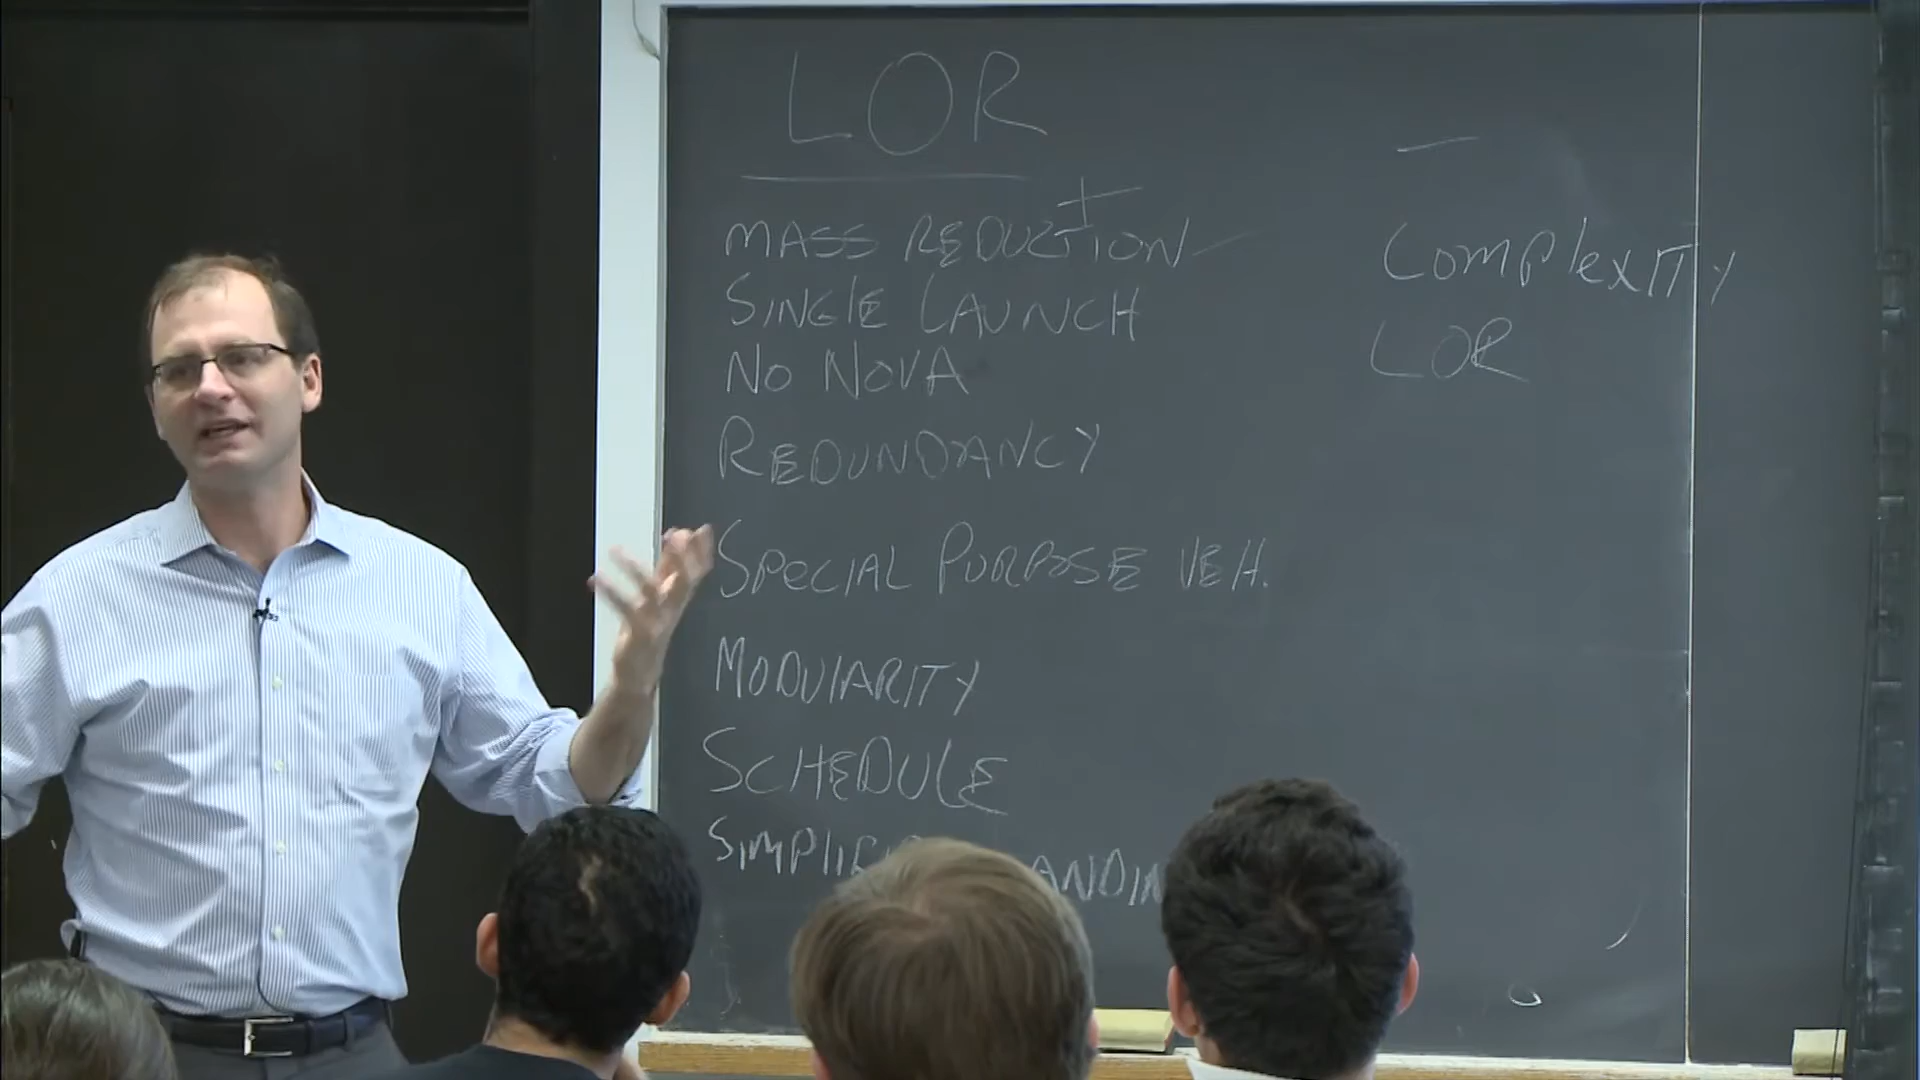 LOR
+
MASS REDUCTION
SINGLE LAUNCH
NO NOVA
REDUNDANCY
SPECIAL PURPOSE VEH.
MODULARITY
SCHEDULE
—
COMPLEXITY
LOR